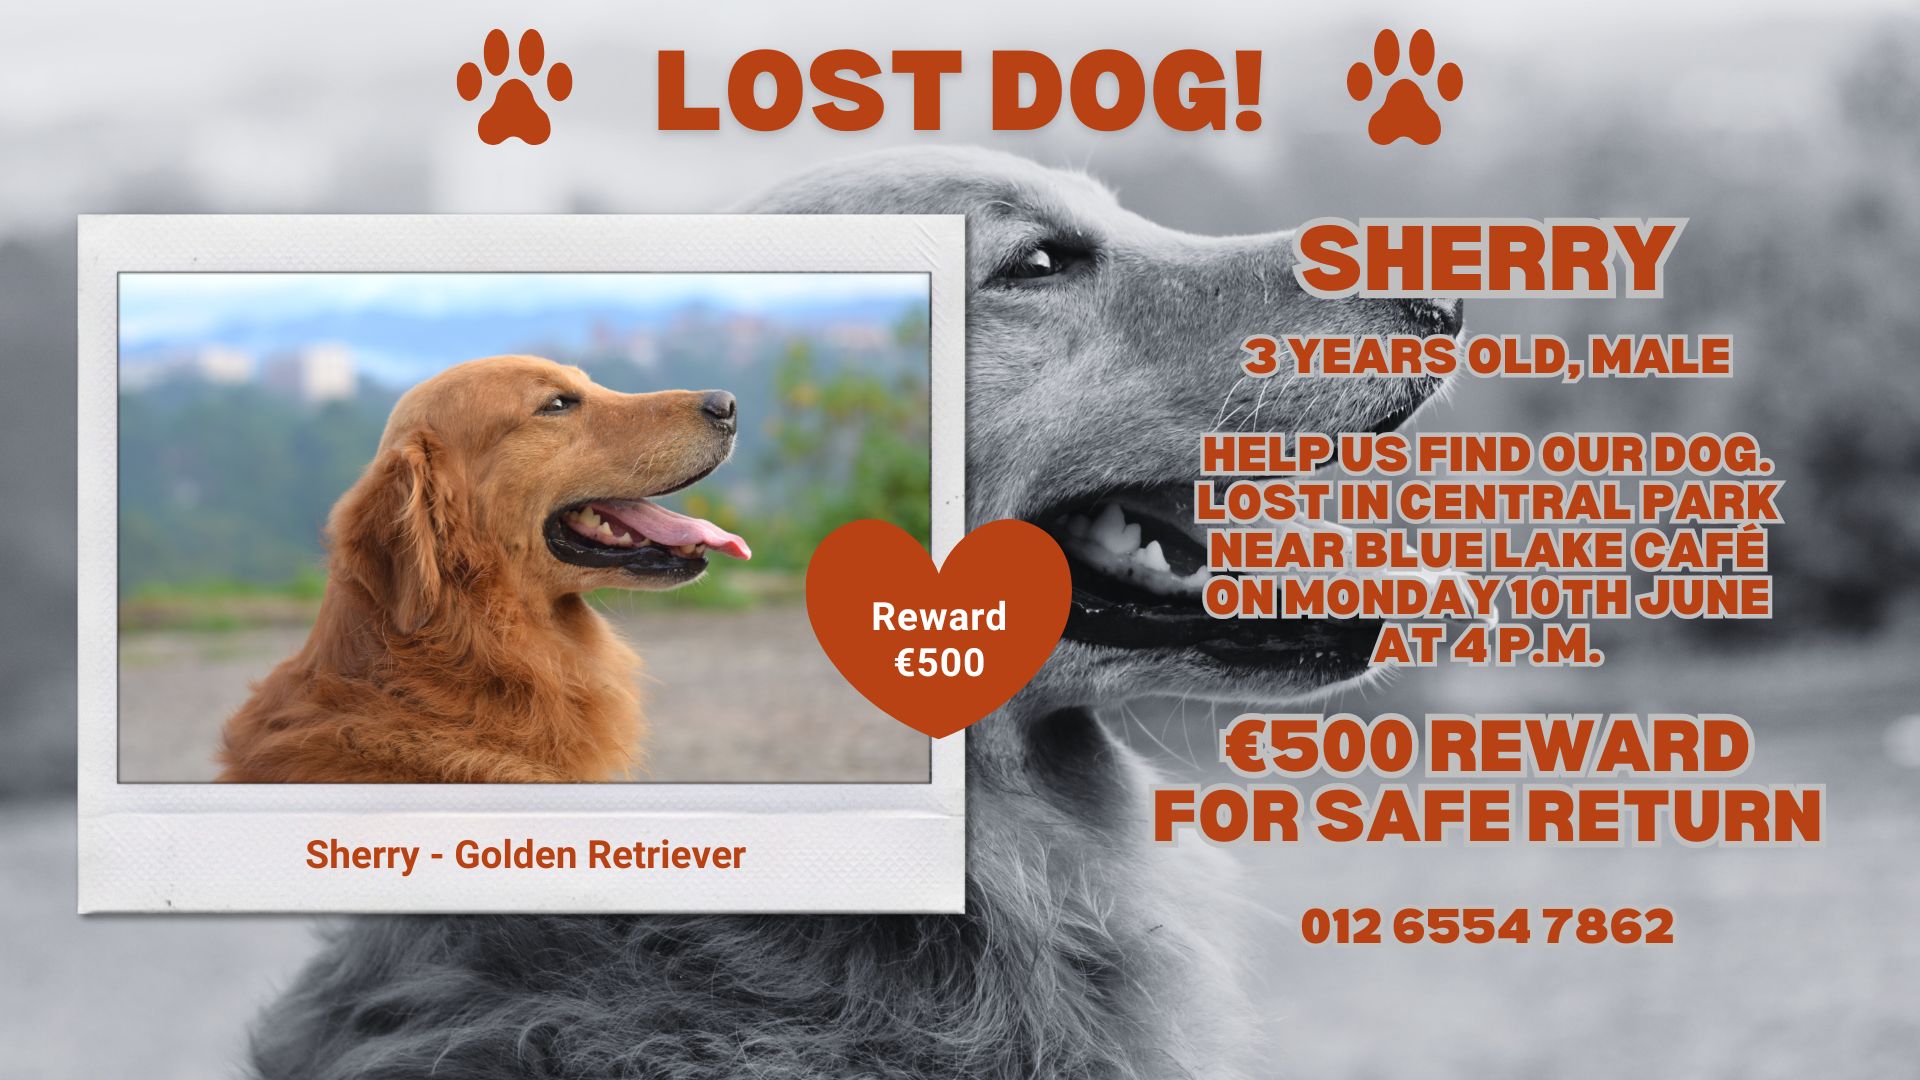 LOST DOG!
SHERRY
3 YEARS OLD, MALE
HELP US FIND OUR DOG.
LOST IN CENTRAL PARK
NEAR BLUE LAKE CAFÉ
ON MONDAY 10TH JUNE
AT 4 P.M.
€500 REWARD
FOR SAFE RETURN
012 6554 7862
Reward
€500
Sherry - Golden Retriever